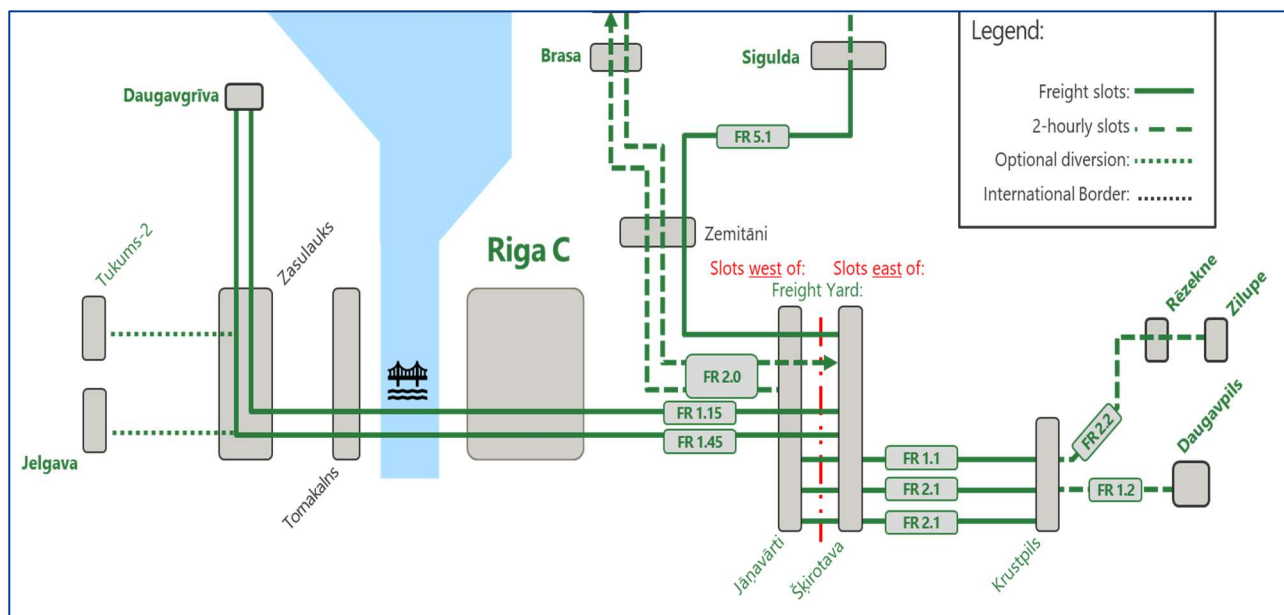 Legend:
Freight slots:
2-hourly slots
Optional diversion:
International Border:
Brasa
Sigulda
Daugavgrīva
FR 5.1
Zemitāni
Riga C
Tukums-2
Zasulauks
Slots west of:
Slots east of:
Freight Yard:
Rēzekne
Zilupe
FR 2.0
FR 1.15
FR 1.45
Jelgava
Tornakalns
FR 1.1
FR 2.2
Daugavpils
FR 2.1
FR 1.2
FR 2.1
Jāņavārti
Šķirotava
Krustpils